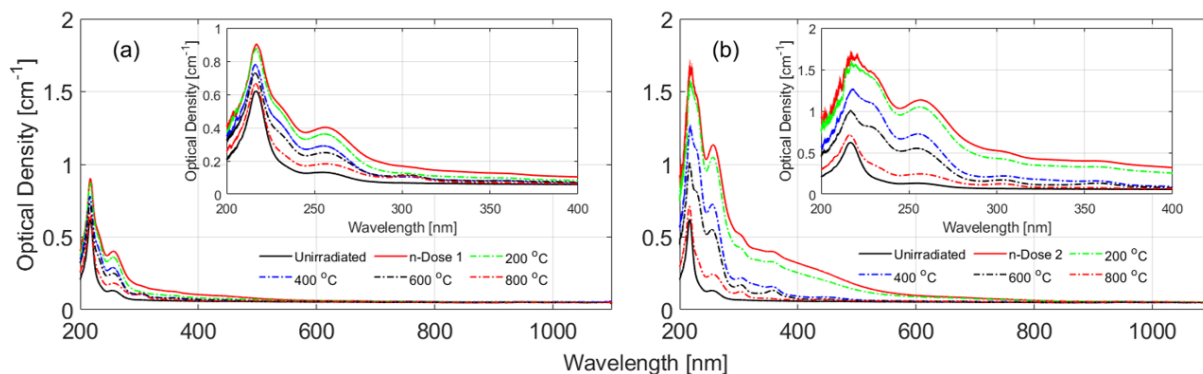 Optical Density [cm⁻¹]
2
1.5
1
0.5
0
200 400 600 800 1000
(a)
Optical Density [cm⁻¹]
1
0.8
0.6
0.4
0.2
0
200 250 300 350 400
Wavelength [nm]
Unirradiated n-Dose 1 200 °C
400 °C 600 °C 800 °C
2
1.5
1
0.5
0
200 400 600 800 1000
(b)
Optical Density [cm⁻¹]
2
1.5
1
0.5
0
200 250 300 350 400
Wavelength [nm]
Unirradiated n-Dose 2 200 °C
400 °C 600 °C 800 °C
Wavelength [nm]